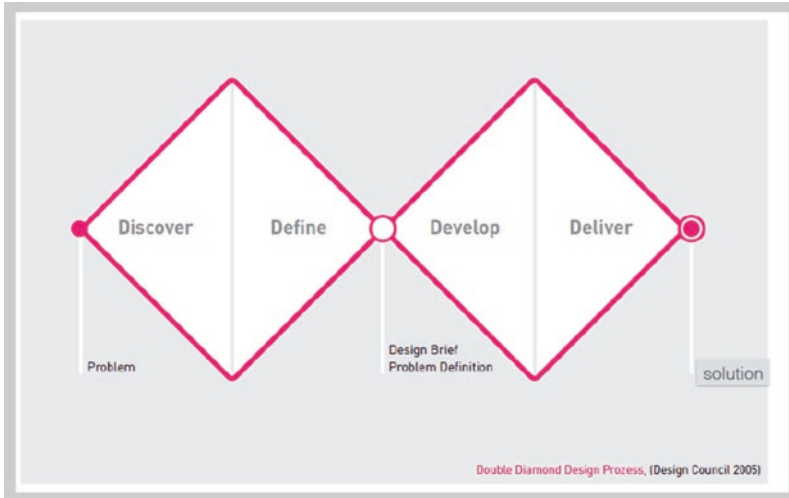 Discover
Define
Develop
Deliver
Problem
Design Brief
Problem Definition
solution
Double Diamond Design Prozess, (Design Council 2005)